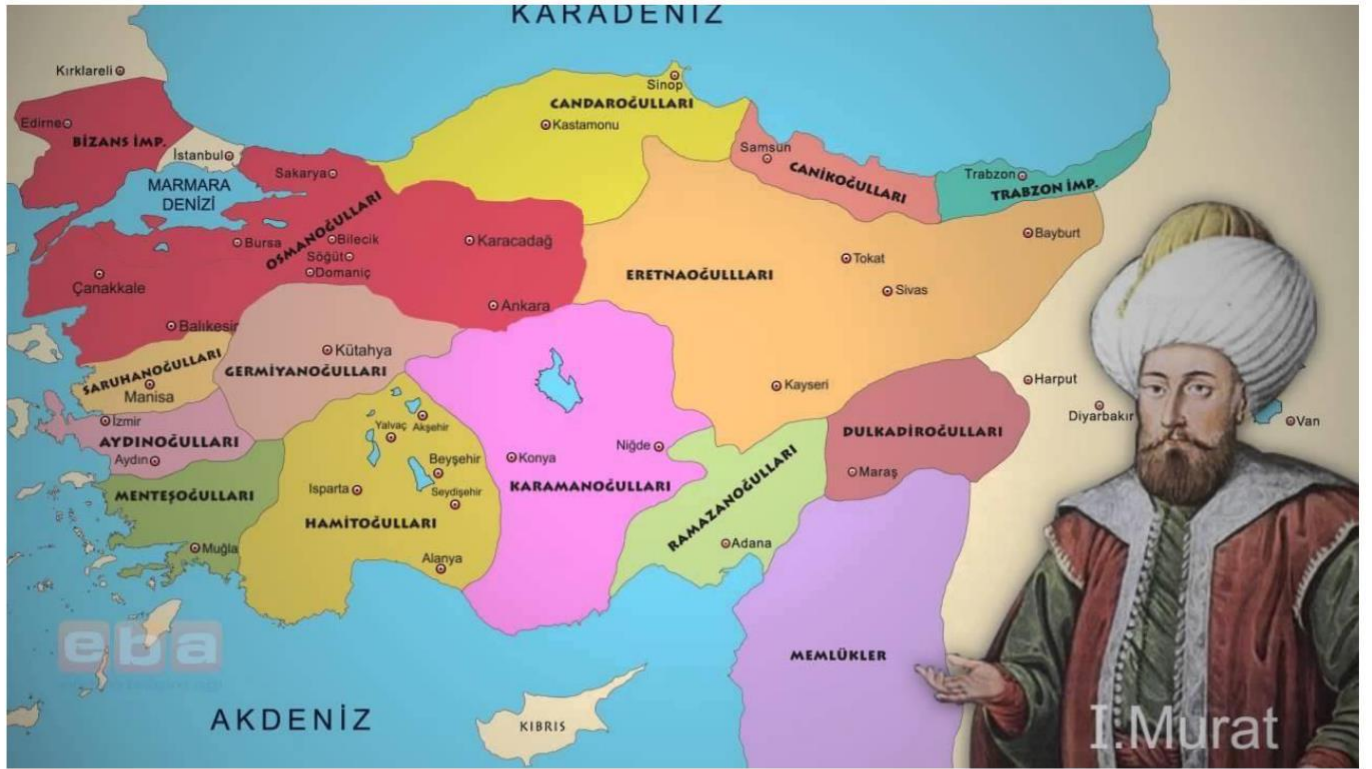 KARADENİZ
Kırklareli
Sinop
CANDAROĞULLARI
Edirne
Kastamonu
BİZANS İMP.
İstanbul
Samsun
CANİKOĞULLARI
Sakarya
Trabzon
TRABZON İMP.
MARMARA
DENİZİ
OSMANOĞULLARI
Bursa
Bilecik
Karacadağ
Bayburt
Söğüt
Domaniç
Tokat
ERETNAOĞULLLARI
Çanakkale
Sivas
Ankara
Balıkesir
SARUHANOĞULLARI
Kütahya
GERMİYANOĞULLARI
Manisa
Kayseri
Harput
Diyarbakır
Van
İzmir
AYDINOĞULLARI
Aydın
Yalvaç
Akşehir
Niğde
DULKADİROĞULLARI
Konya
Beyşehir
Maraş
MENTEŞOĞULLARI
Isparta
Seydişehir
KARAMANOĞULLARI
RAMAZANOĞULLARI
HAMİTOĞULLARI
Muğla
Alanya
Adana
eba
MEMLÜKLER
AKDENİZ
KIBRIS
I.Murat